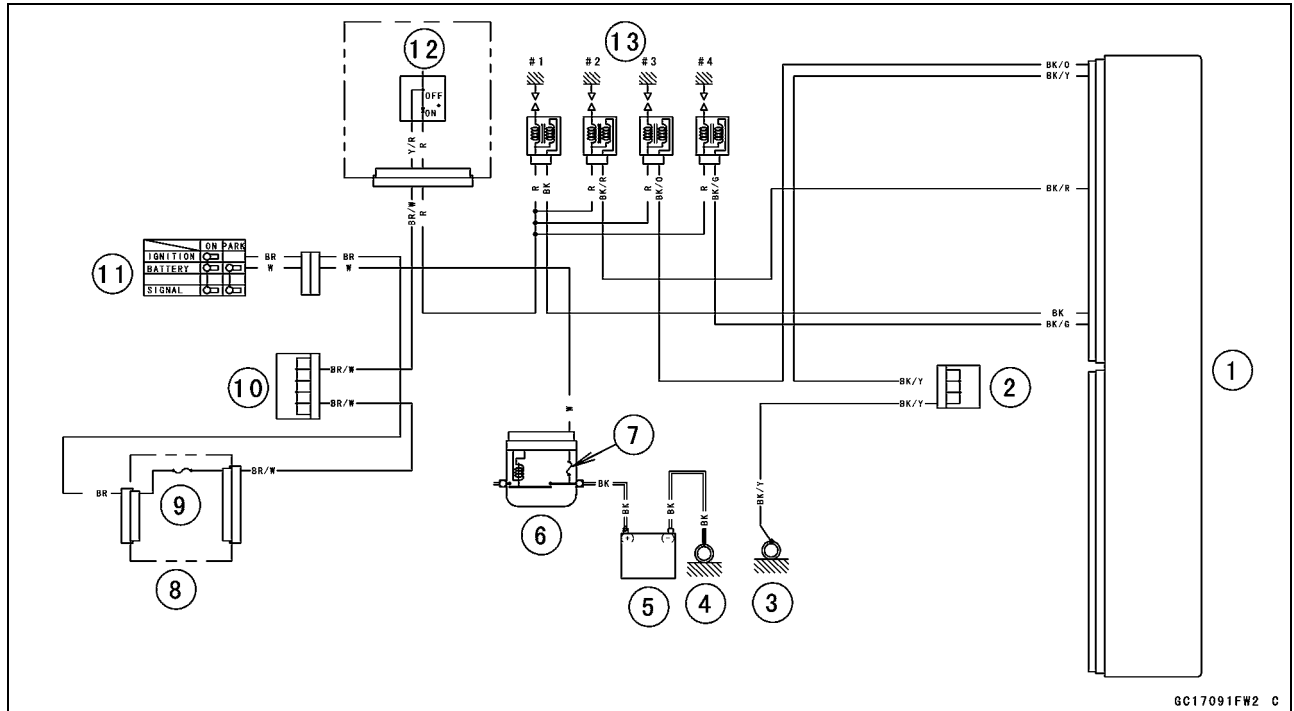 12
13
#1 #2 #3 #4
OFF
ON
Y/R
R
BR/W
R
R
BK
R
BK/R
R
BK/O
R
BK/G
BK/O
BK/Y
BK/R
BK
BK/G
1
11
ON PARK
IGNITION
BATTERY
SIGNAL
BR
W
BR
W
10
BR/W
BR/W
BK/Y
BK/Y
2
W
7
BR/W
BR
9
8
6
BK
BK
(+) (-)
BK
BK
5
4
BK/Y
3
GC17091FW2 C